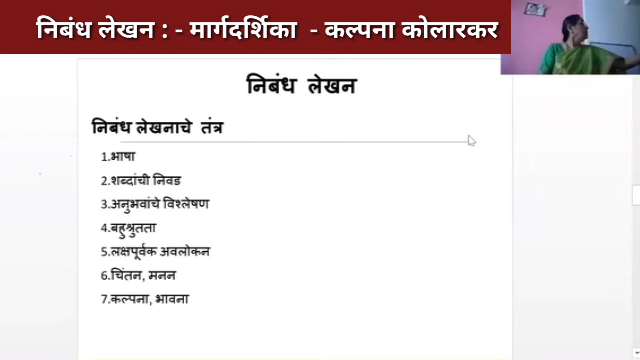 निबंध लेखन : - मार्गदर्शिका - कल्पना कोलारकर
निबंध लेखन
निबंध लेखनाचे तंत्र
1.भाषा
2.शब्दांची निवड
3.अनुभवांचे विश्लेषण
4.बहुश्रुतता
5.लक्षपूर्वक अवलोकन
6.चिंतन, मनन
7.कल्पना, भावना